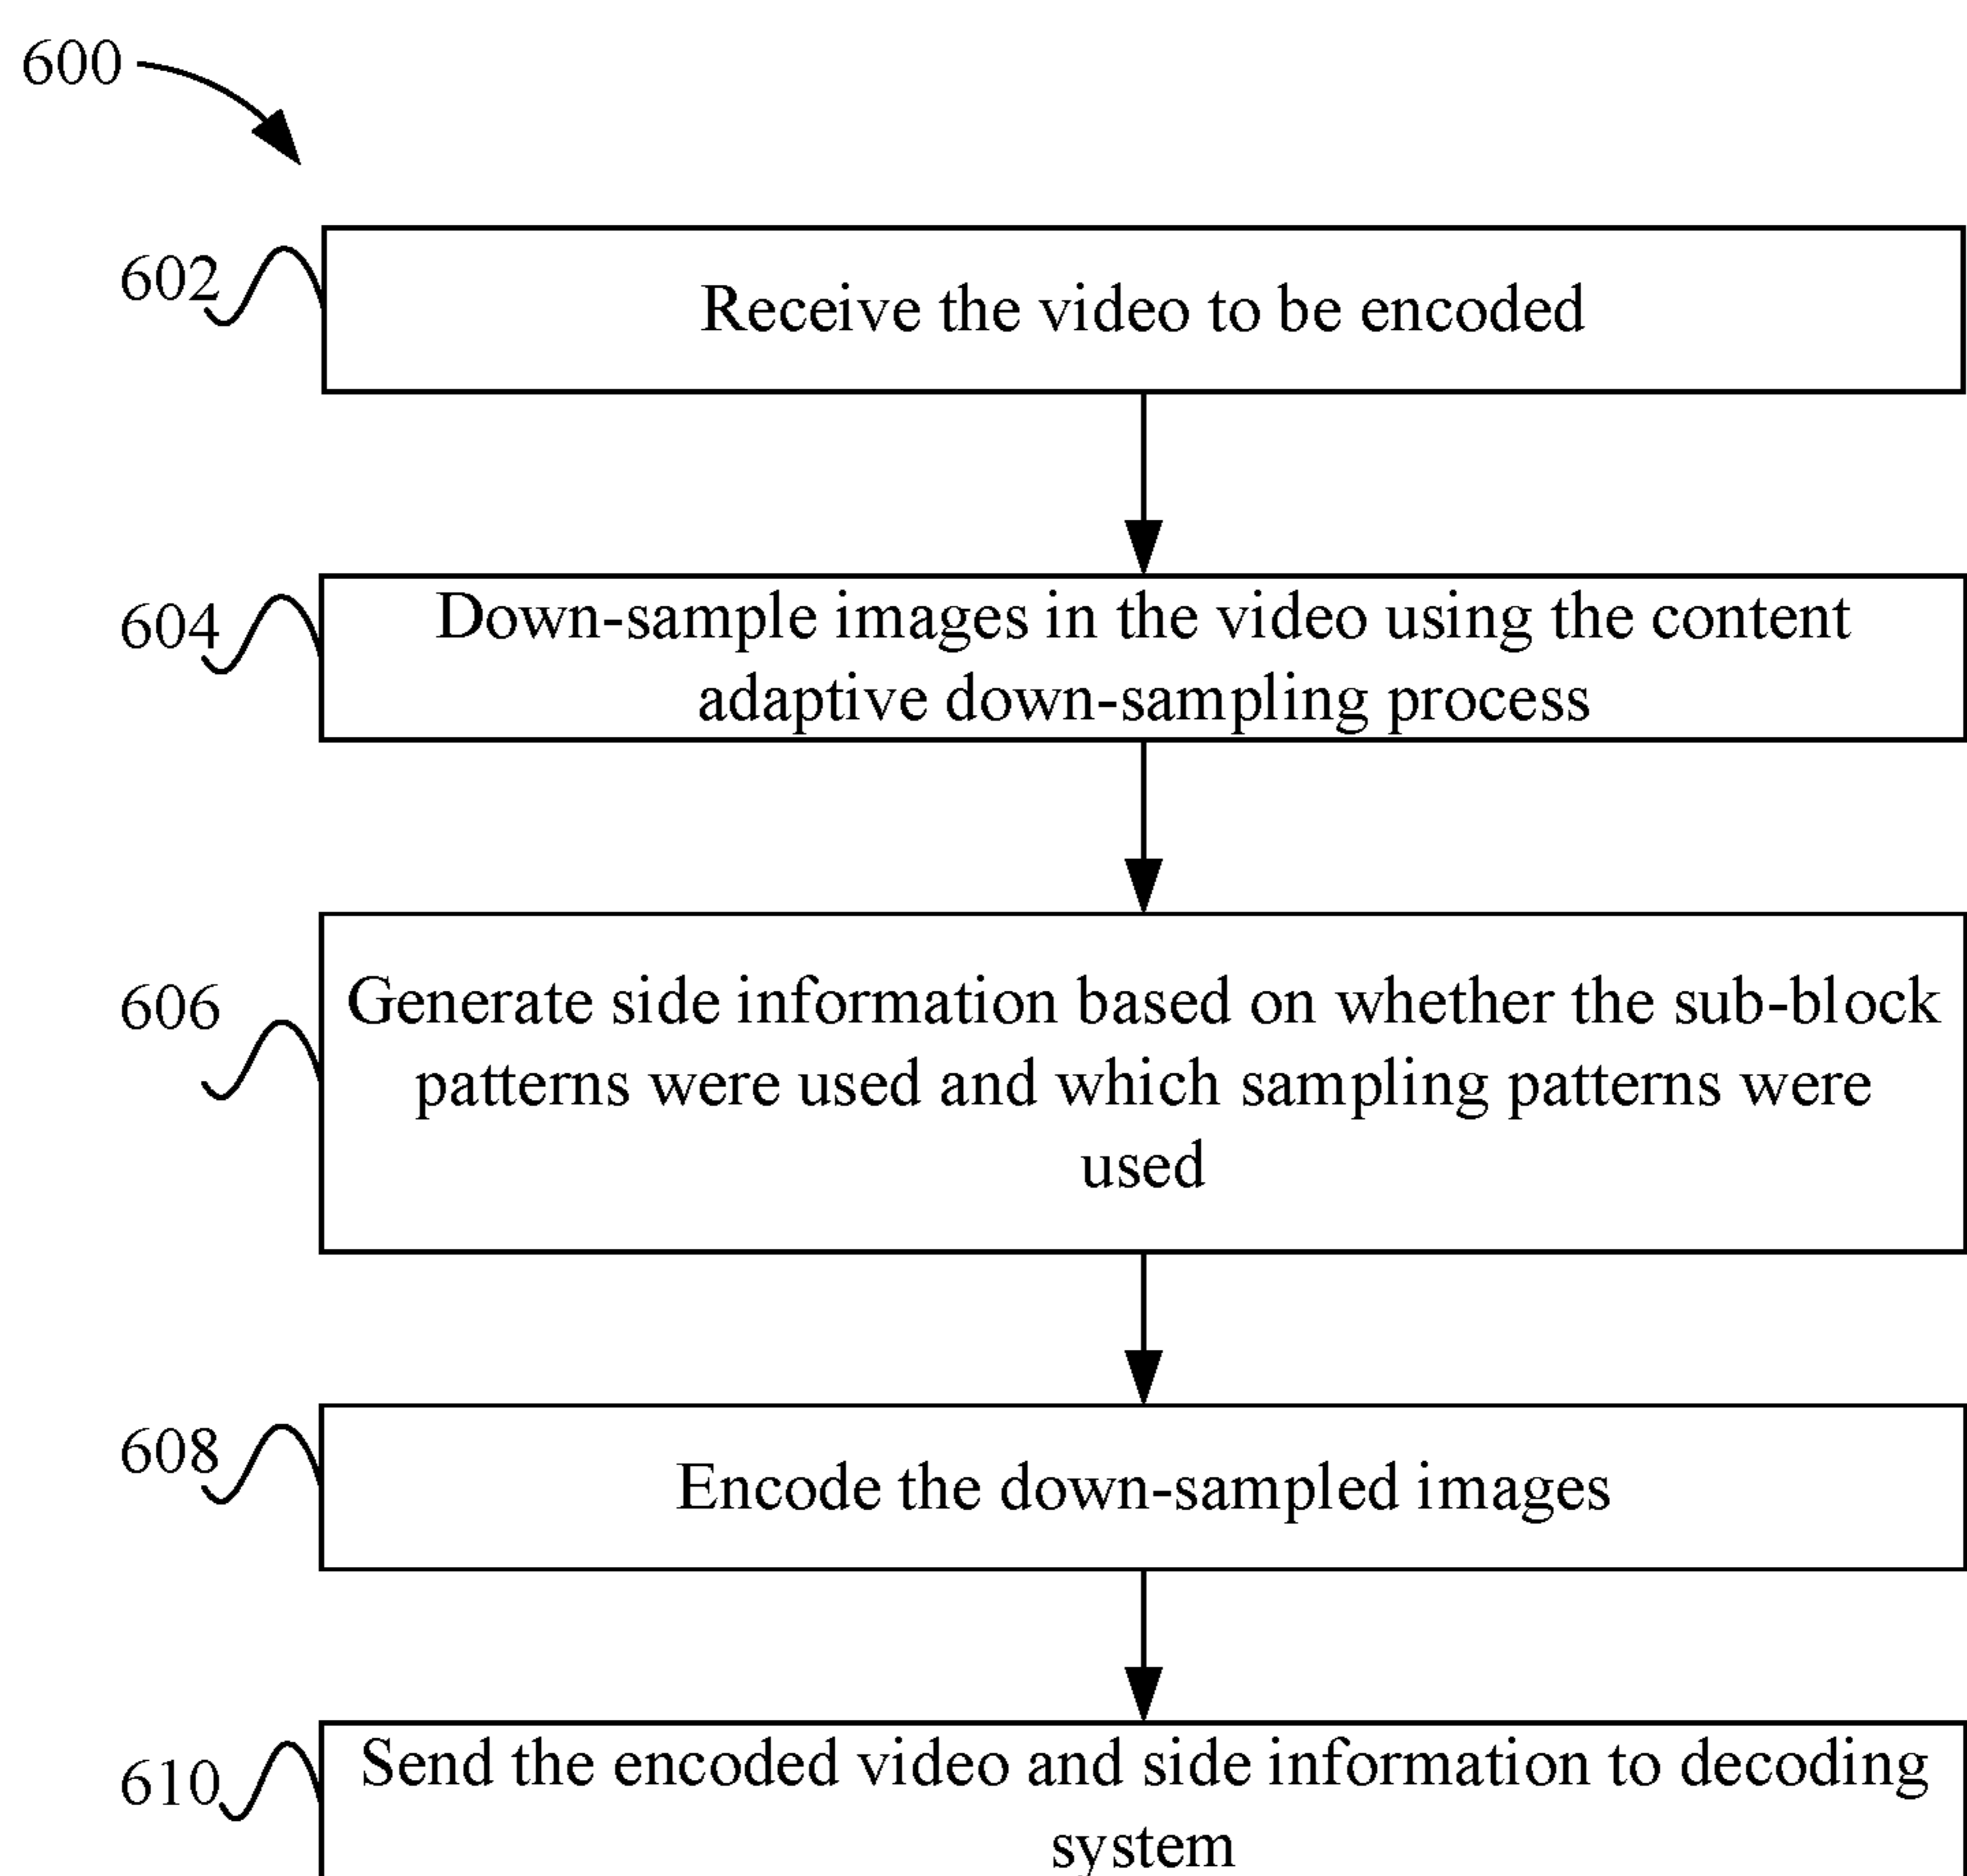 600
602
Receive the video to be encoded
604
Down-sample images in the video using the content
adaptive down-sampling process
606
Generate side information based on whether the sub-block
patterns were used and which sampling patterns were
used
608
Encode the down-sampled images
610
Send the encoded video and side information to decoding
system